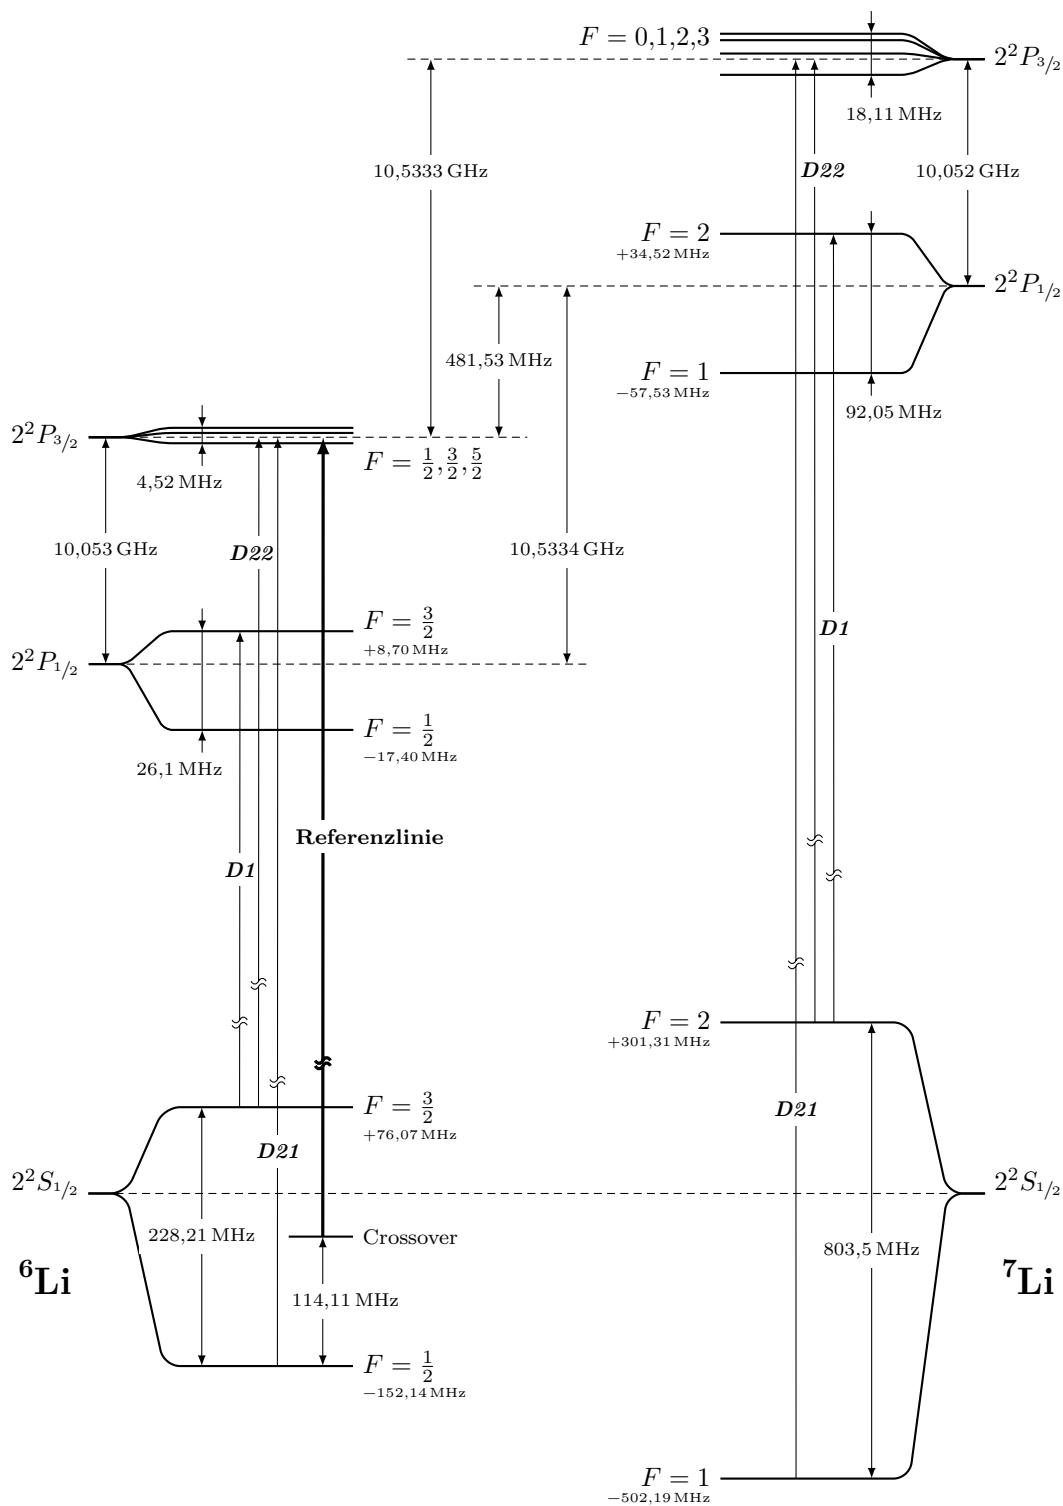 F = 0,1,2,3
2²P₃/₂
18,11 MHz
10,5333 GHz
D22
10,052 GHz
F = 2
+34,52 MHz
2²P₁/₂
481,53 MHz
F = 1
−57,53 MHz
92,05 MHz
2²P₃/₂
F = 1/2, 3/2, 5/2
4,52 MHz
10,053 GHz
D22
10,5334 GHz
F = 3/2
+8,70 MHz
D1
2²P₁/₂
F = 1/2
−17,40 MHz
26,1 MHz
Referenzlinie
D1
F = 2
+301,31 MHz
F = 3/2
+76,07 MHz
D21
D21
2²S₁/₂
2²S₁/₂
228,21 MHz
Crossover
803,5 MHz
⁶Li
⁷Li
114,11 MHz
F = 1/2
−152,14 MHz
F = 1
−502,19 MHz